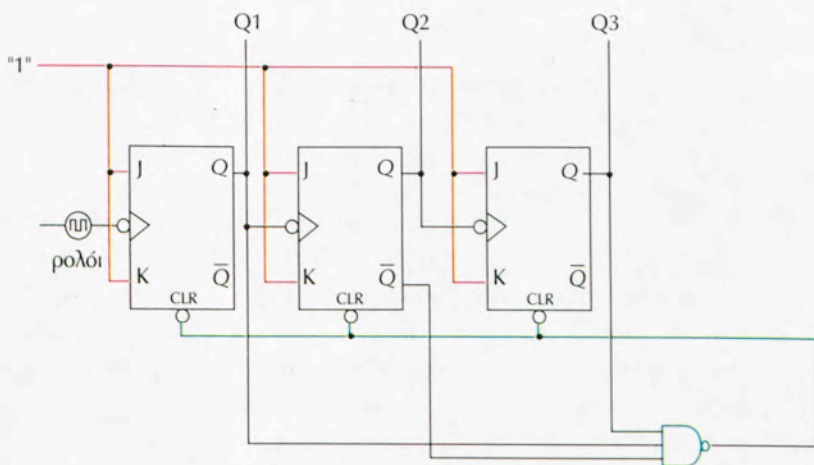 Q1 Q2 Q3
"1"
J Q J Q J Q
ρολόι
K Q̅ K Q̅ K Q̅
CLR CLR CLR